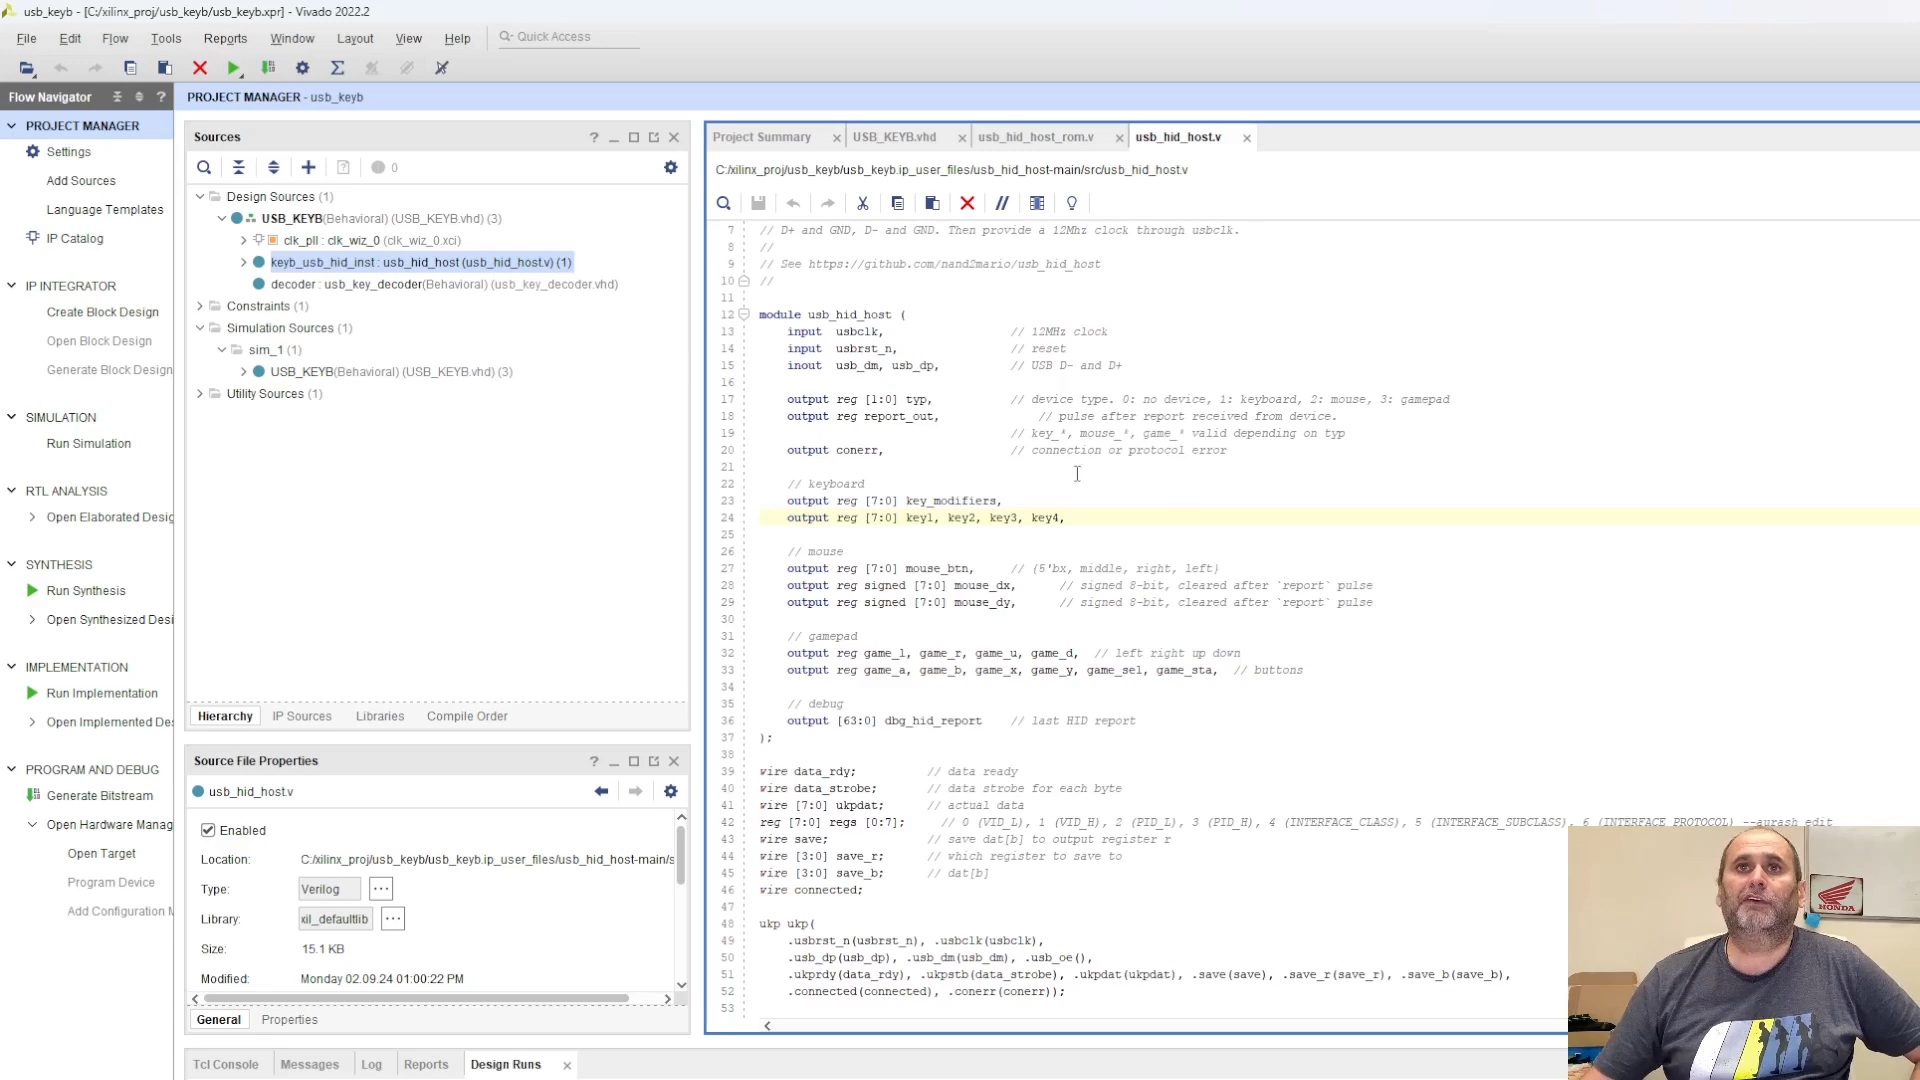 usb_keyb - [C:/xilinx_proj/usb_keyb/usb_keyb.xpr] - Vivado 2022.2
File Edit Flow Tools Reports Window Layout View Help Quick Access
Flow Navigator ?
PROJECT MANAGER - usb_keyb
PROJECT MANAGER
Settings
Add Sources
Language Templates
IP Catalog
IP INTEGRATOR
Create Block Design
Open Block Design
Generate Block Design
SIMULATION
Run Simulation
RTL ANALYSIS
Open Elaborated Desig
SYNTHESIS
Run Synthesis
Open Synthesized Desi
IMPLEMENTATION
Run Implementation
Open Implemented Des
PROGRAM AND DEBUG
Generate Bitstream
Open Hardware Manag
Open Target
Program Device
Add Configuration M
Sources ?
0
Design Sources (1)
USB_KEYB(Behavioral) (USB_KEYB.vhd) (3)
clk_pll : clk_wiz_0 (clk_wiz_0.xci)
keyb_usb_hid_inst : usb_hid_host (usb_hid_host.v) (1)
decoder : usb_key_decoder(Behavioral) (usb_key_decoder.vhd)
Constraints (1)
Simulation Sources (1)
sim_1 (1)
USB_KEYB(Behavioral) (USB_KEYB.vhd) (3)
Utility Sources (1)
Hierarchy IP Sources Libraries Compile Order
Source File Properties ?
usb_hid_host.v
Enabled
Location: C:/xilinx_proj/usb_keyb/usb_keyb.ip_user_files/usb_hid_host-main/s
Type: Verilog ...
Library: xil_defaultlib ...
Size: 15.1 KB
Modified: Monday 02.09.24 01:00:22 PM
General Properties
Tcl Console Messages Log Reports Design Runs
Project Summary USB_KEYB.vhd usb_hid_host_rom.v usb_hid_host.v
C:/xilinx_proj/usb_keyb/usb_keyb.ip_user_files/usb_hid_host-main/src/usb_hid_host.v
7 // D+ and GND, D- and GND. Then provide a 12Mhz clock through usbclk.
8 //
9 // See https://github.com/nand2mario/usb_hid_host
10 //
11
12 module usb_hid_host (
13 input usbclk, // 12MHz clock
14 input usbrst_n, // reset
15 inout usb_dm, usb_dp, // USB D- and D+
16
17 output reg [1:0] typ, // device type. 0: no device, 1: keyboard, 2: mouse, 3: gamepad
18 output reg report_out, // pulse after report received from device.
19 // key_*, mouse_*, game_* valid depending on typ
20 output conerr, // connection or protocol error
21
22 // keyboard
23 output reg [7:0] key_modifiers,
24 output reg [7:0] key1, key2, key3, key4,
25
26 // mouse
27 output reg [7:0] mouse_btn, // {5'bx, middle, right, left}
28 output reg signed [7:0] mouse_dx, // signed 8-bit, cleared after `report` pulse
29 output reg signed [7:0] mouse_dy, // signed 8-bit, cleared after `report` pulse
30
31 // gamepad
32 output reg game_l, game_r, game_u, game_d, // left right up down
33 output reg game_a, game_b, game_x, game_y, game_sel, game_sta, // buttons
34
35 // debug
36 output [63:0] dbg_hid_report // last HID report
37 );
38
39 wire data_rdy; // data ready
40 wire data_strobe; // data strobe for each byte
41 wire [7:0] ukpdat; // actual data
42 reg [7:0] regs [0:7]; // 0 (VID_L), 1 (VID_H), 2 (PID_L), 3 (PID_H), 4 (INTERFACE_CLASS), 5 (INTERFACE_SUBCLASS), 6 (INTERFACE_PROTOCOL) --aurash edit
43 wire save; // save dat[b] to output register r
44 wire [3:0] save_r; // which register to save to
45 wire [3:0] save_b; // dat[b]
46 wire connected;
47
48 ukp ukp(
49 .usbrst_n(usbrst_n), .usbclk(usbclk),
50 .usb_dp(usb_dp), .usb_dm(usb_dm), .usb_oe(),
51 .ukprdy(data_rdy), .ukpstb(data_strobe), .ukpdat(ukpdat), .save(save), .save_r(save_r), .save_b(save_b),
52 .connected(connected), .conerr(conerr));
53
HONDA